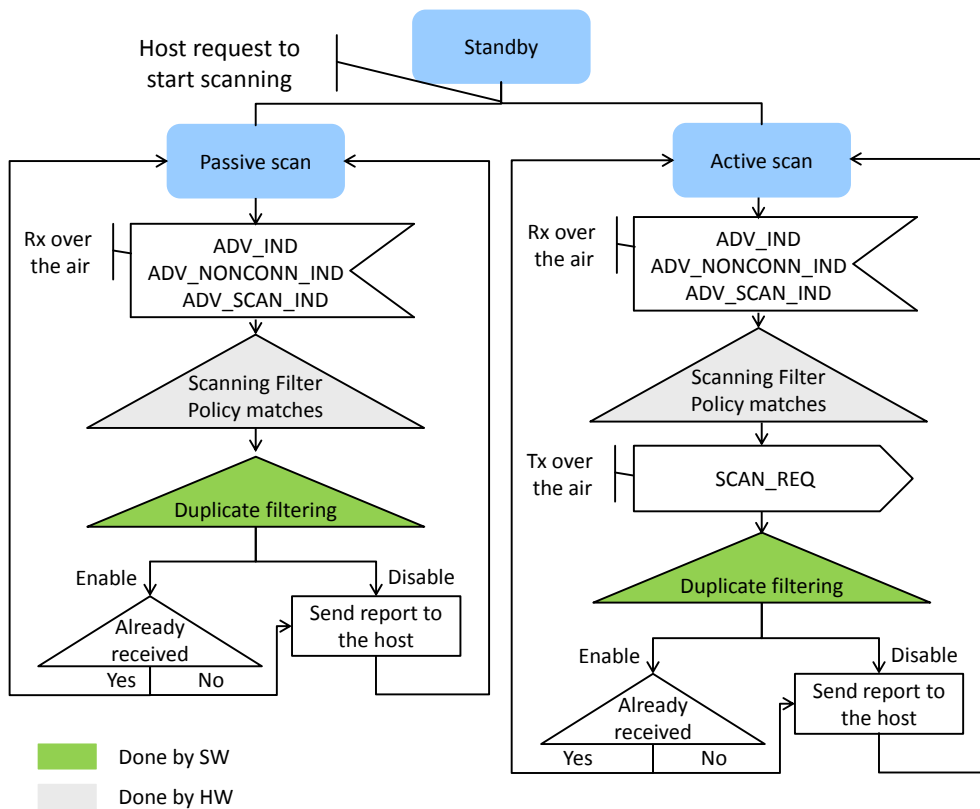 Standby
Host request to
start scanning
Passive scan
Rx over
the air
ADV_IND
ADV_NONCONN_IND
ADV_SCAN_IND
Scanning Filter
Policy matches
Duplicate filtering
Enable
Disable
Already
received
Send report to
the host
Yes
No
Active scan
Rx over
the air
ADV_IND
ADV_NONCONN_IND
ADV_SCAN_IND
Scanning Filter
Policy matches
Tx over
the air
SCAN_REQ
Duplicate filtering
Enable
Disable
Already
received
Send report to
the host
Yes
No
Done by SW
Done by HW